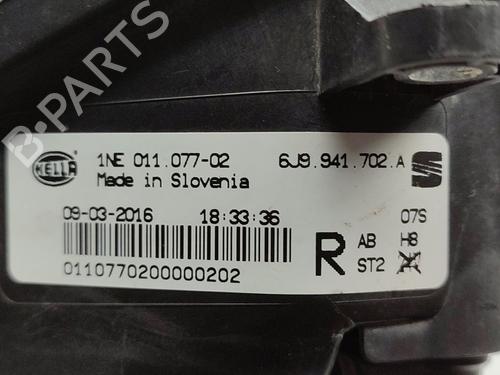 B-PARTS
HELLA
1NE 011.077-02
6J9.941.702.A
Made in Slovenia
09-03-2016
18:33:36
07S
R
AB
H8
ST2
0110770200000202